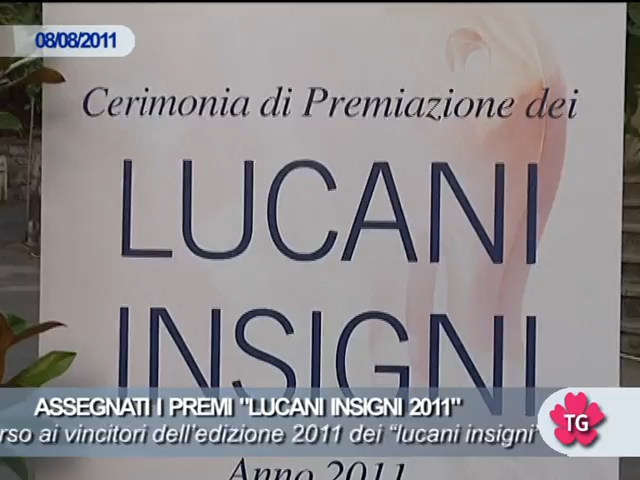 08/08/2011
Cerimonia di Premiazione dei
LUCANI
INSIGNI
ASSEGNATI I PREMI "LUCANI INSIGNI 2011"
rso ai vincitori dell'edizione 2011 dei "lucani insigni"
TG
Anno 2011